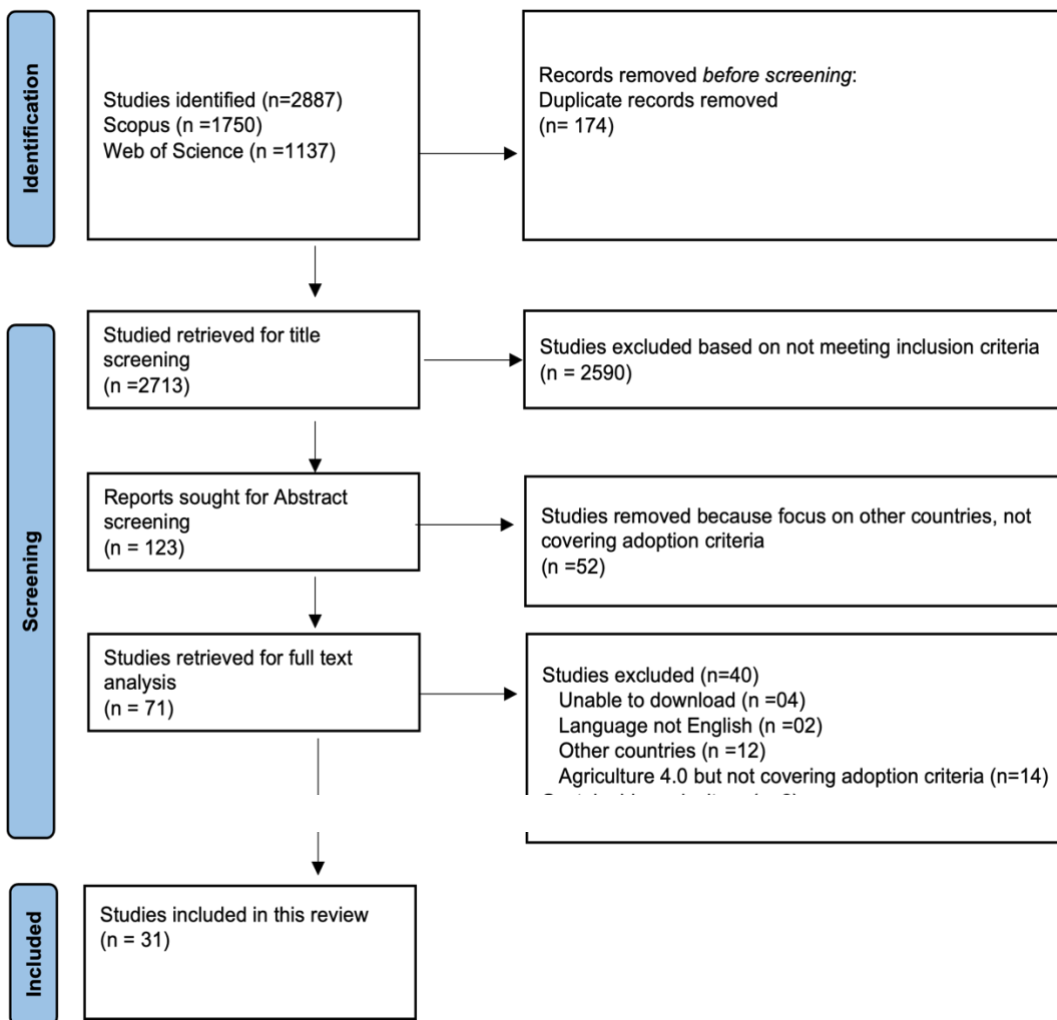 Identification
Studies identified (n=2887)
Scopus (n =1750)
Web of Science (n =1137)
Records removed before screening:
Duplicate records removed
(n= 174)
Screening
Studied retrieved for title
screening
(n =2713)
Studies excluded based on not meeting inclusion criteria
(n = 2590)
Reports sought for Abstract
screening
(n = 123)
Studies removed because focus on other countries, not
covering adoption criteria
(n =52)
Studies retrieved for full text
analysis
(n = 71)
Studies excluded (n=40)
Unable to download (n =04)
Language not English (n =02)
Other countries (n =12)
Agriculture 4.0 but not covering adoption criteria (n=14)
Included
Studies included in this review
(n = 31)